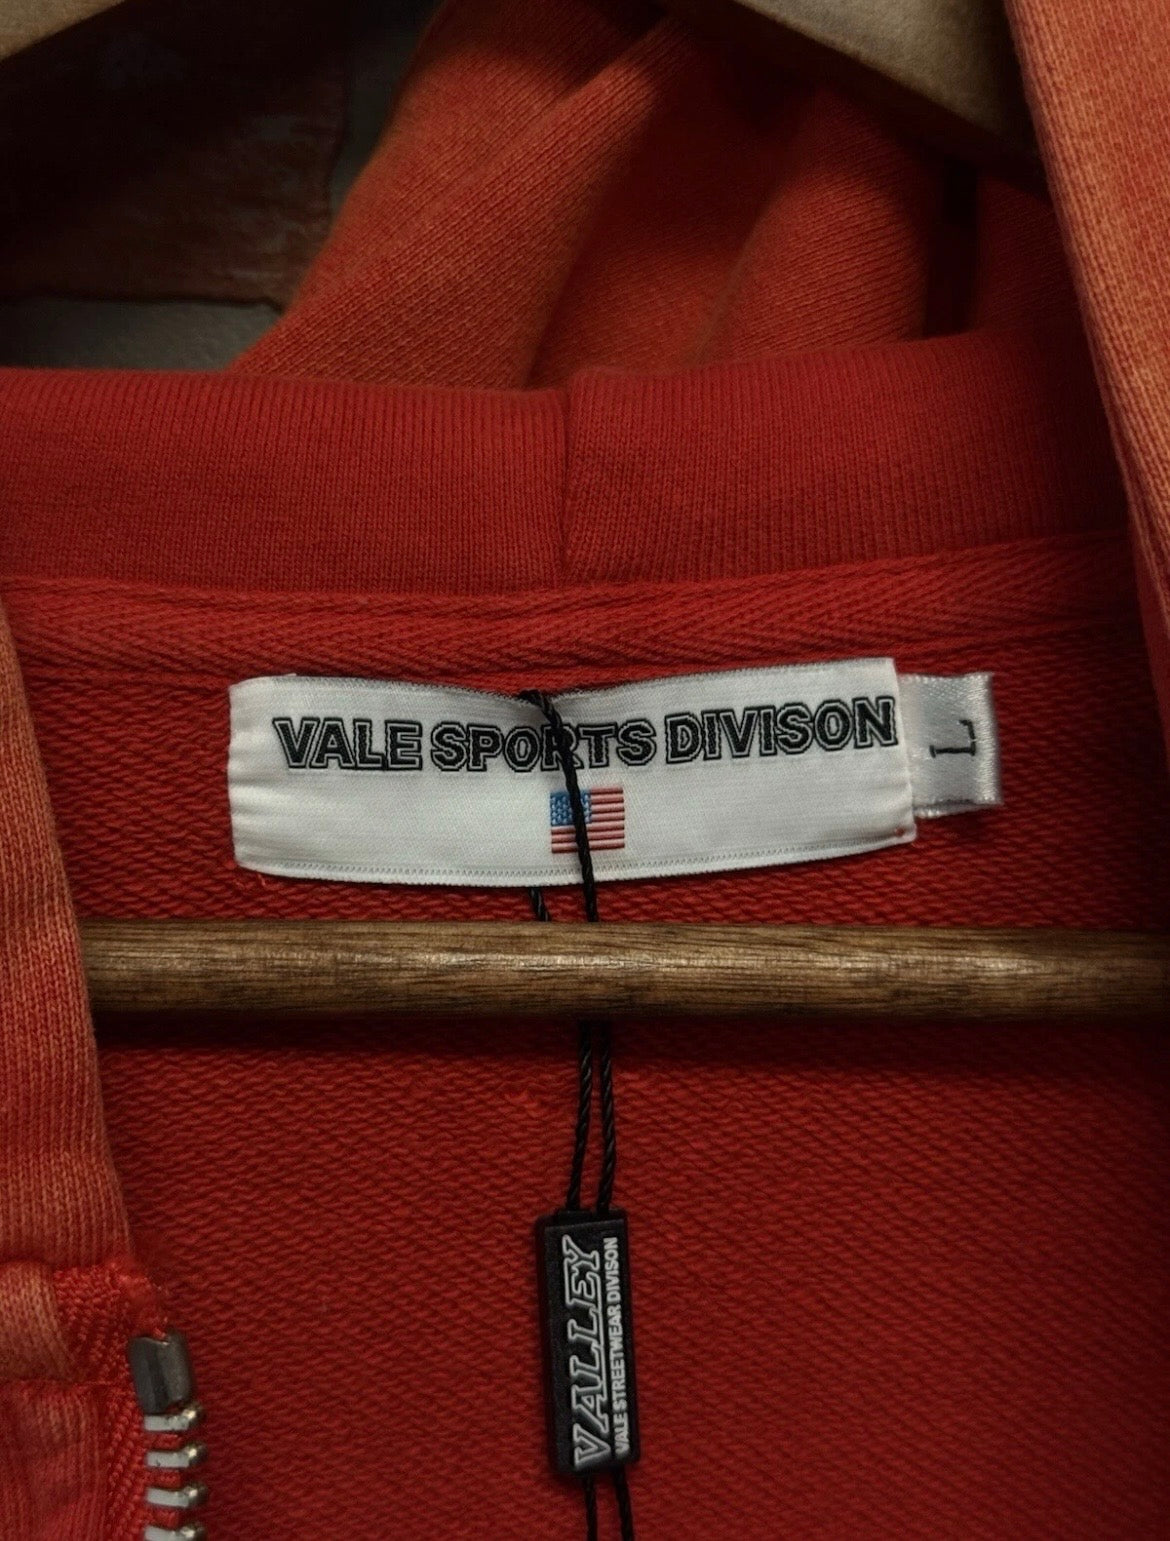 VALE SPORTS DIVISON
L
VALLEY
VALE STREETWEAR DIVISON